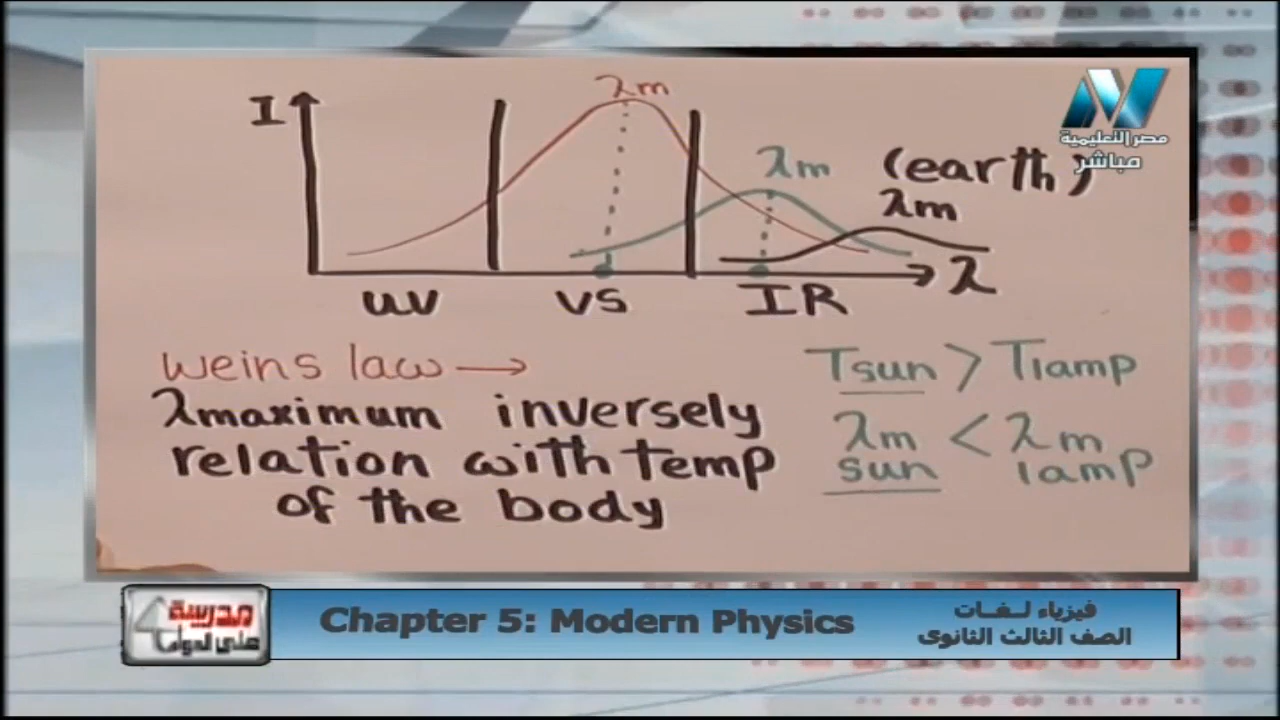 I
λm
λm
(earth)
λm
λ
uv
vs
IR
weins law →
λmaximum inversely
relation with temp
of the body
Tsun > Tlamp
λm < λm
sun lamp
مصر التعليمية
مباشر
مدرسة
على الهواء
Chapter 5: Modern Physics
فيزياء لــغــات
الصف الثالث الثانوى